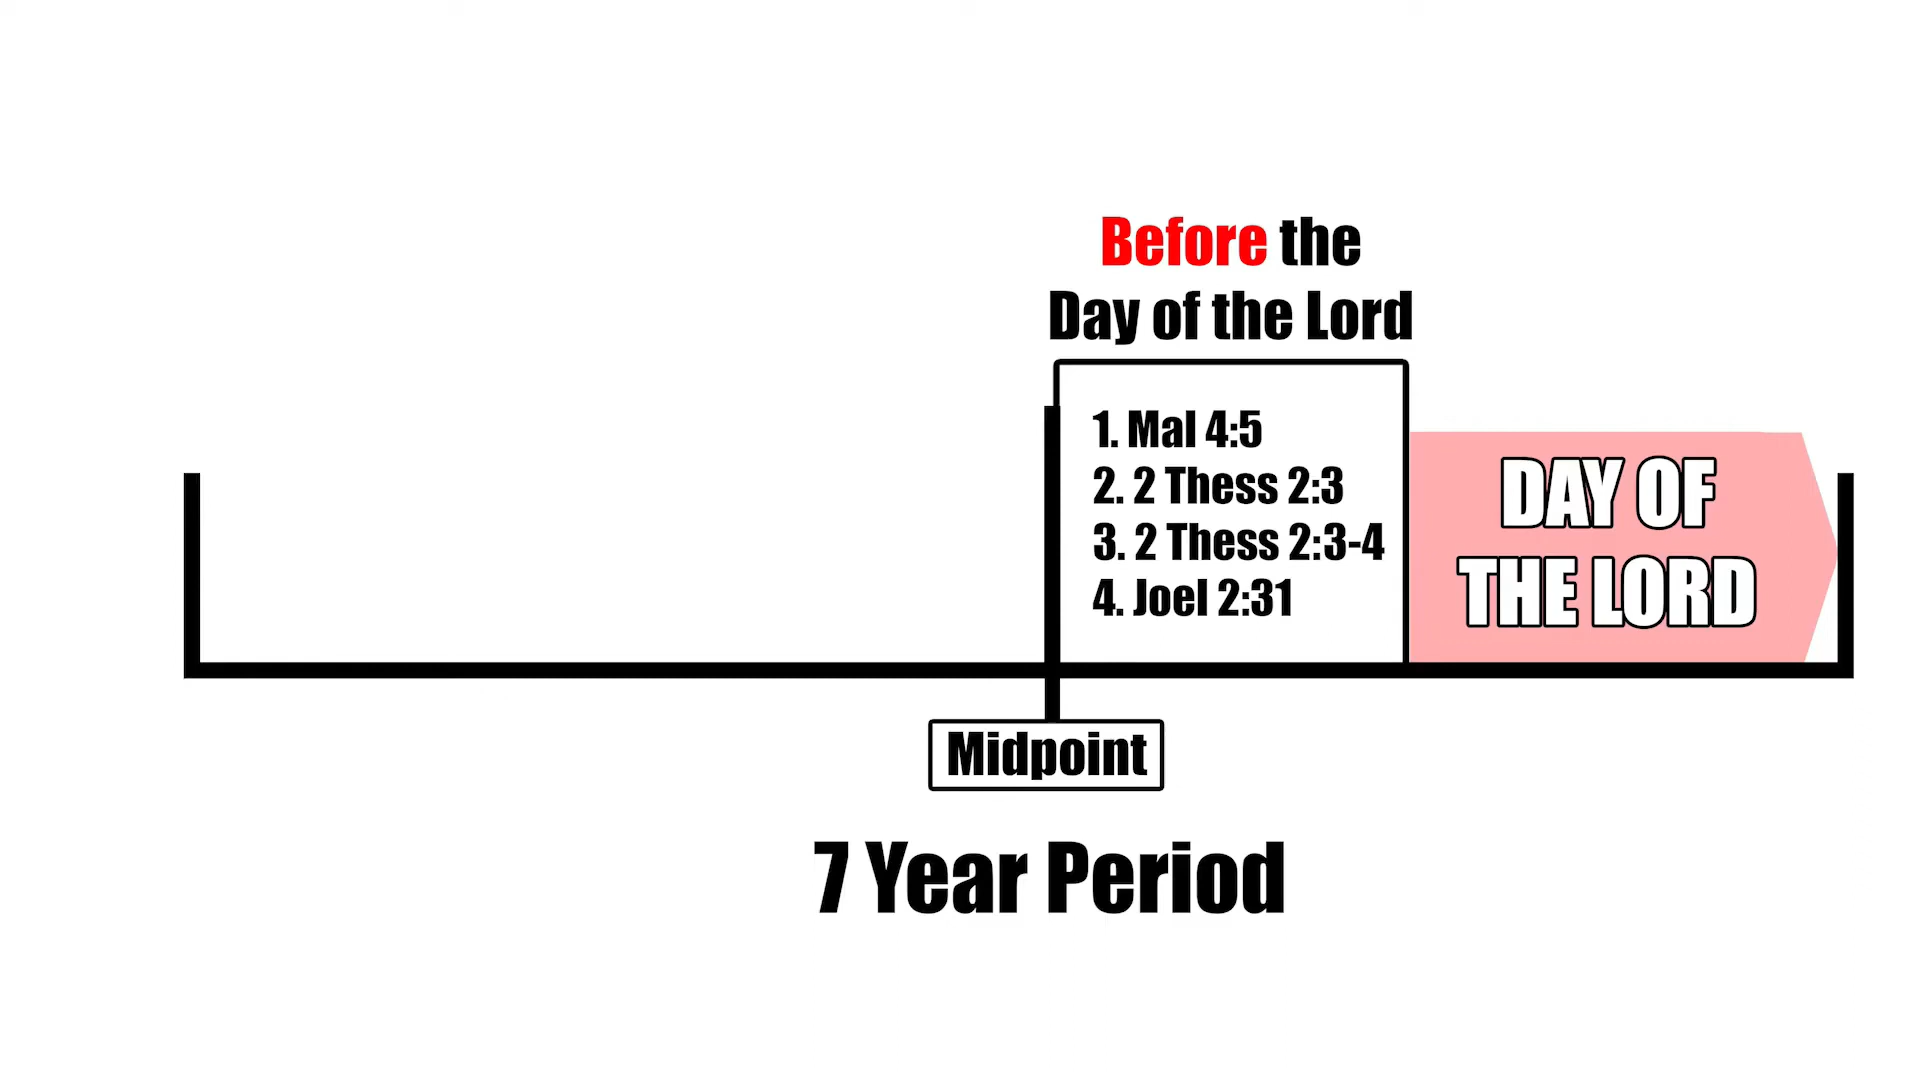 Before the
Day of the Lord
1. Mal 4:5
2. 2 Thess 2:3
3. 2 Thess 2:3-4
4. Joel 2:31
DAY OF
THE LORD
Midpoint
7 Year Period